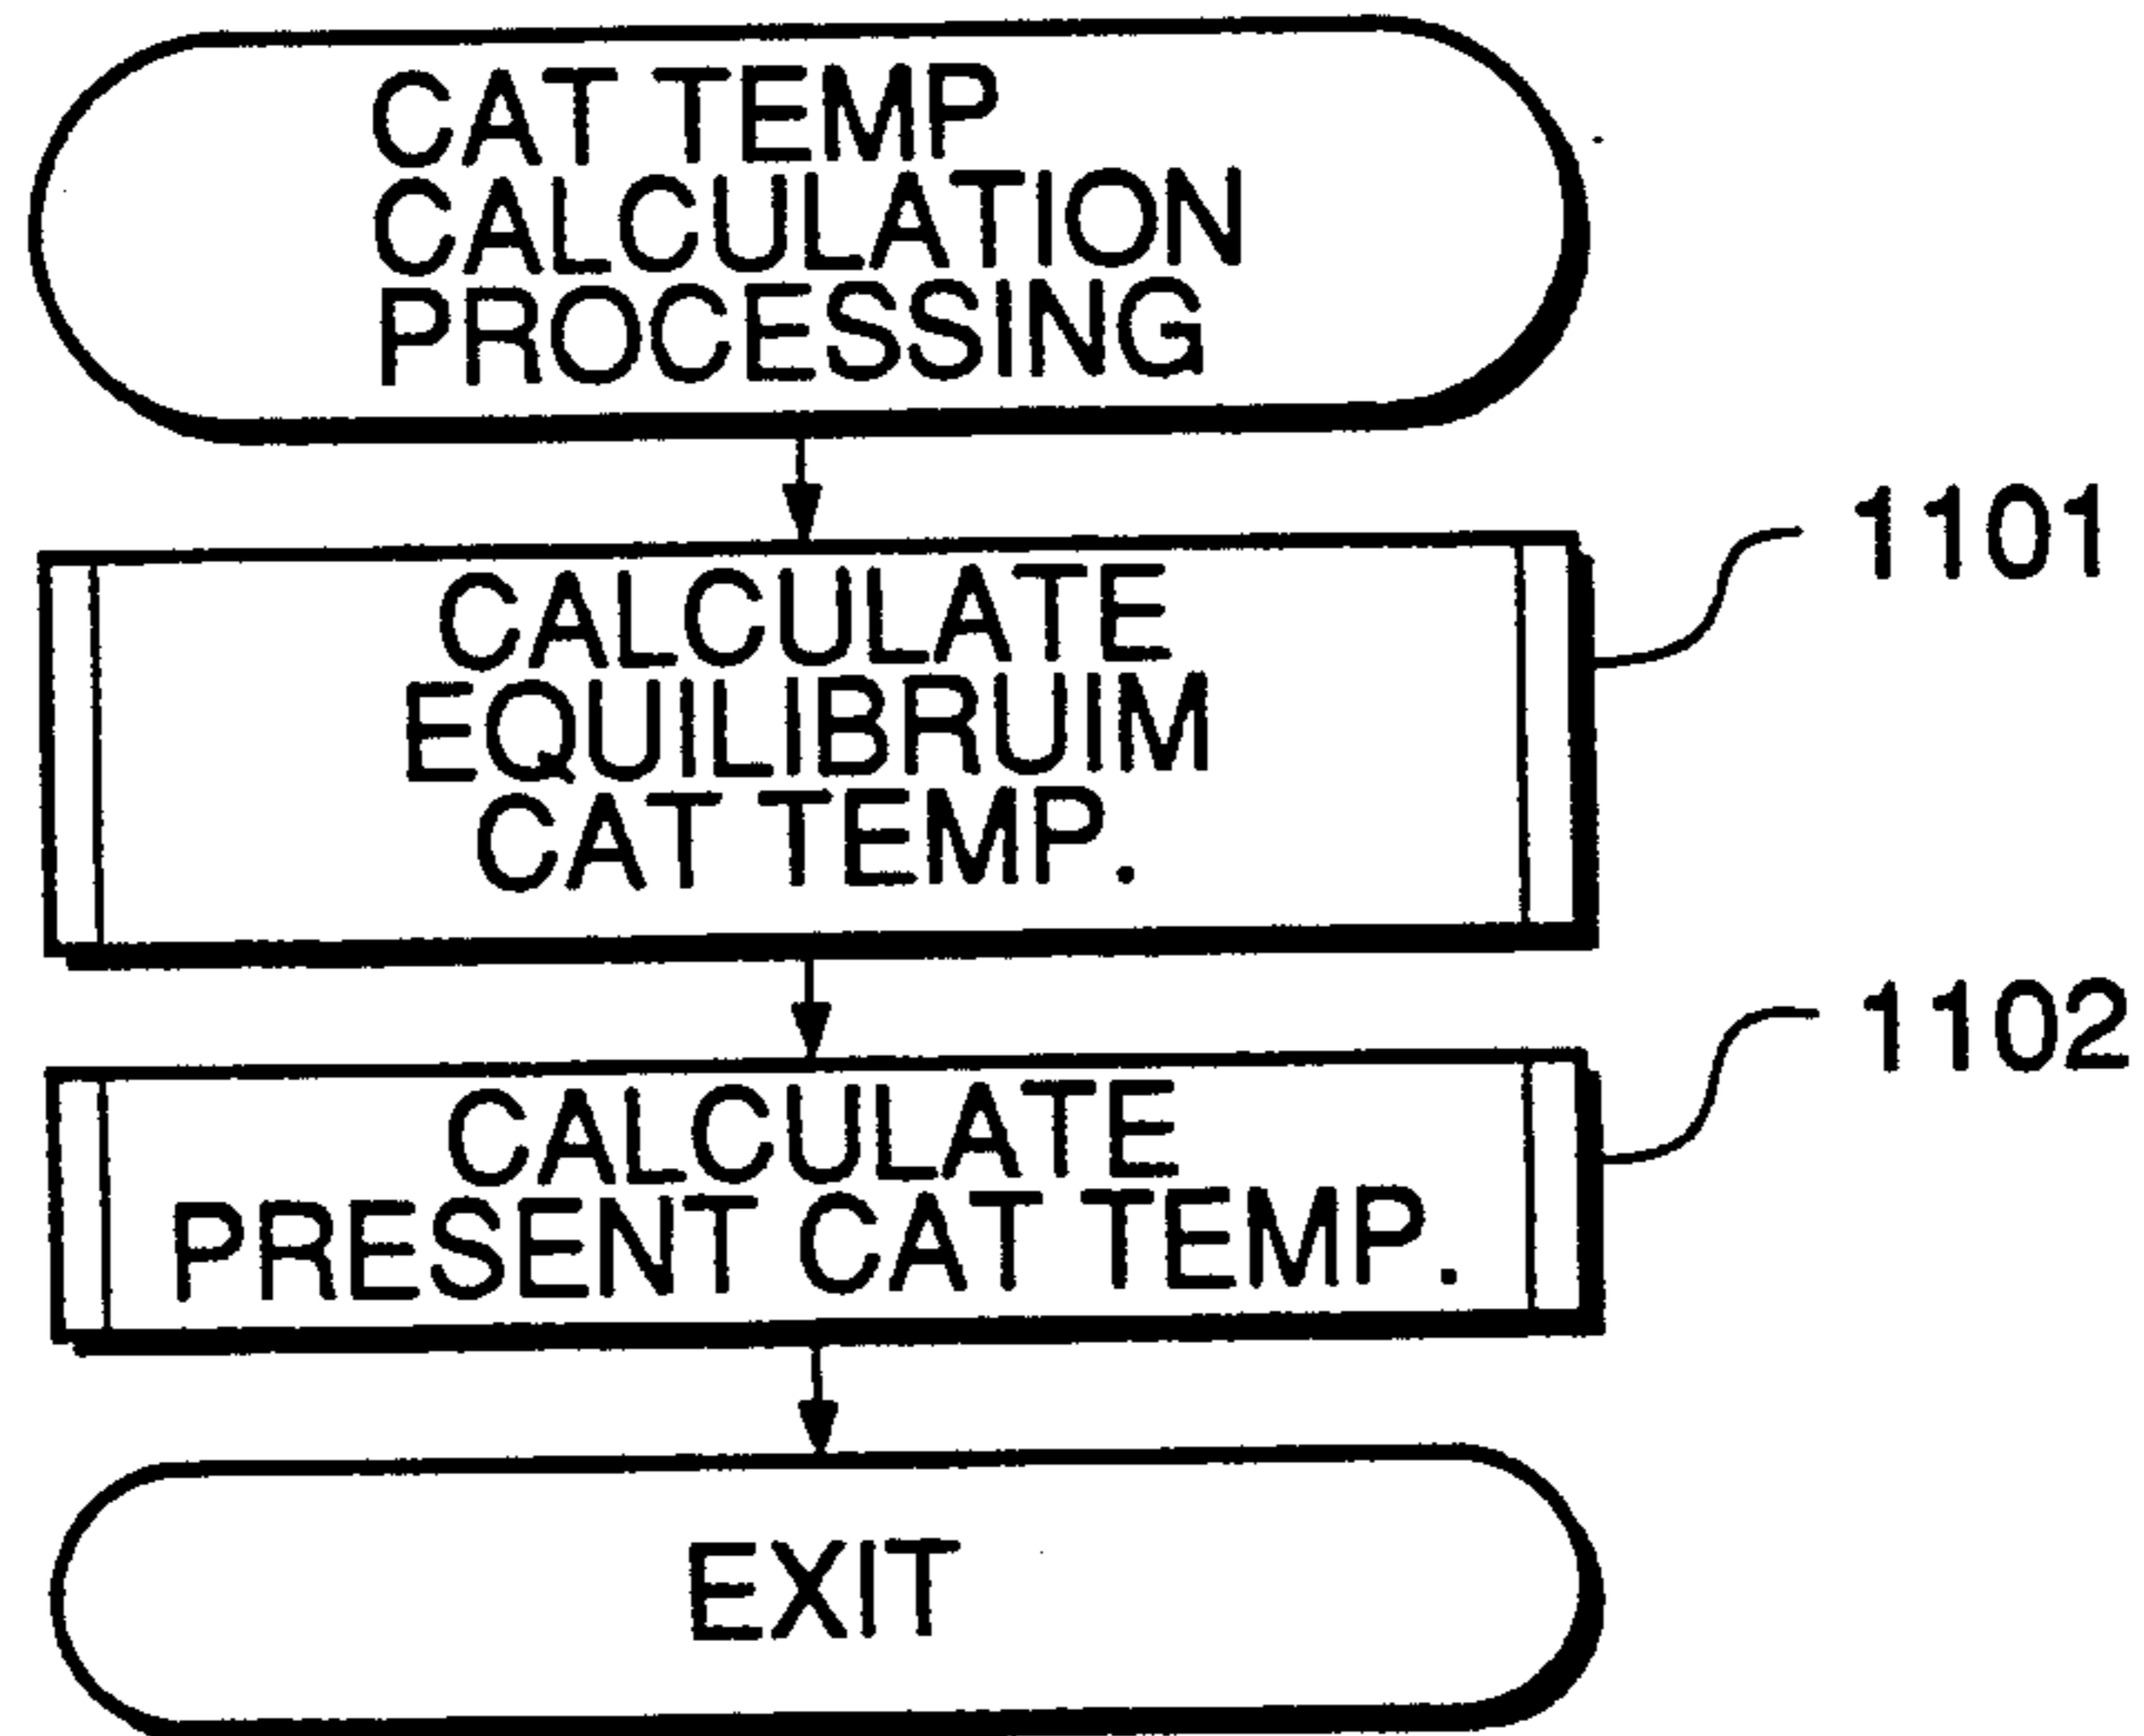 CAT TEMP
CALCULATION
PROCESSING
1101
CALCULATE
EQUILIBRUIM
CAT TEMP.
1102
CALCULATE
PRESENT CAT TEMP.
EXIT